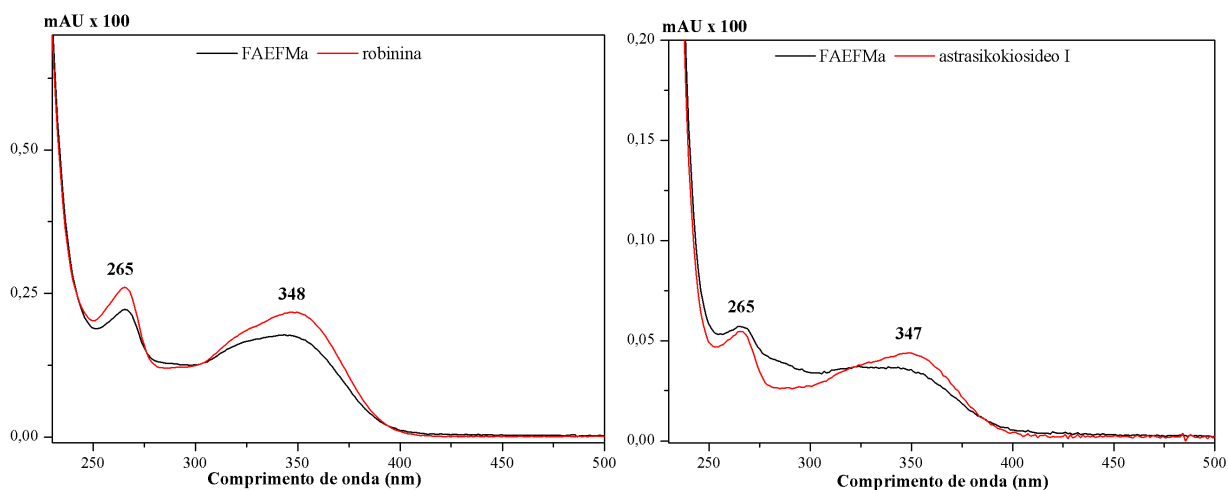 mAU x 100
FAEFMa robinina
0,50
0,25
0,00
265
348
250 300 350 400 450 500
Comprimento de onda (nm)
mAU x 100
FAEFMa astrasikokiosideo I
0,20
0,15
0,10
0,05
0,00
265
347
250 300 350 400 450 500
Comprimento de onda (nm)